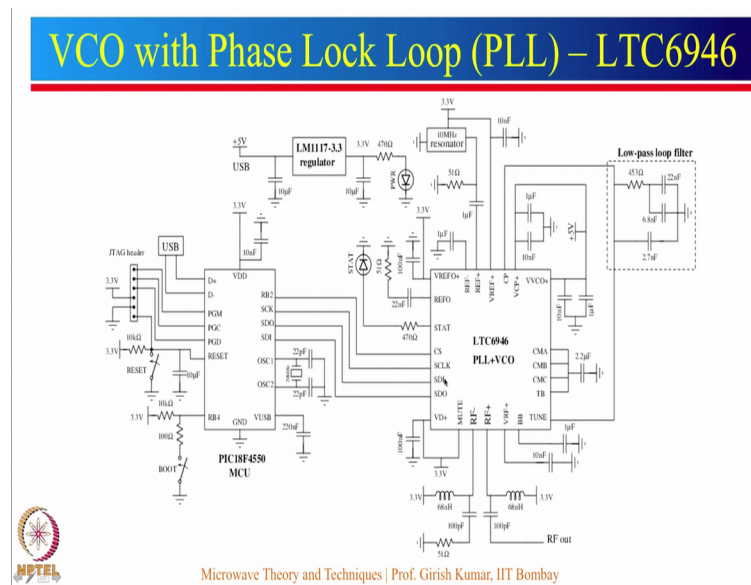 VCO with Phase Lock Loop (PLL) – LTC6946
3.3V
10MHz
resonator
10nF
51Ω
1µF
+5V
USB
LM1117-3.3
regulator
3.3V
470Ω
PWR
10µF
10µF
Low-pass loop filter
453Ω
22nF
6.8nF
2.7nF
3.3V
10nF
JTAG header
USB
3.3V
VDD
D+
D-
PGM
PGC
PGD
RESET
RB4
GND
VUSB
RB2
SCK
SDO
SDI
OSC1
OSC2
22pF
22pF
220nF
10kΩ
3.3V
RESET
10µF
10kΩ
3.3V
100Ω
BOOT
PIC18F4550
MCU
STAT
51Ω
3.3V
100nF
1µF
22nF
470Ω
1µF
10nF
+5V
10nF
1µF
VREFO+
REF-
REF+
VREF+
CP
VCP+
VVCO+
REFO
STAT
CS
SCLK
SDI
SDO
VD+
LTC6946
PLL+VCO
CMA
CMB
CMC
TB
TUNE
2.2µF
MUTE
RF-
RF+
VRF+
BB
100nF
3.3V
1µF
10nF
3.3V
68nH
68nH
3.3V
100pF
100pF
51Ω
RF out
NPTEL
Microwave Theory and Techniques | Prof. Girish Kumar, IIT Bombay